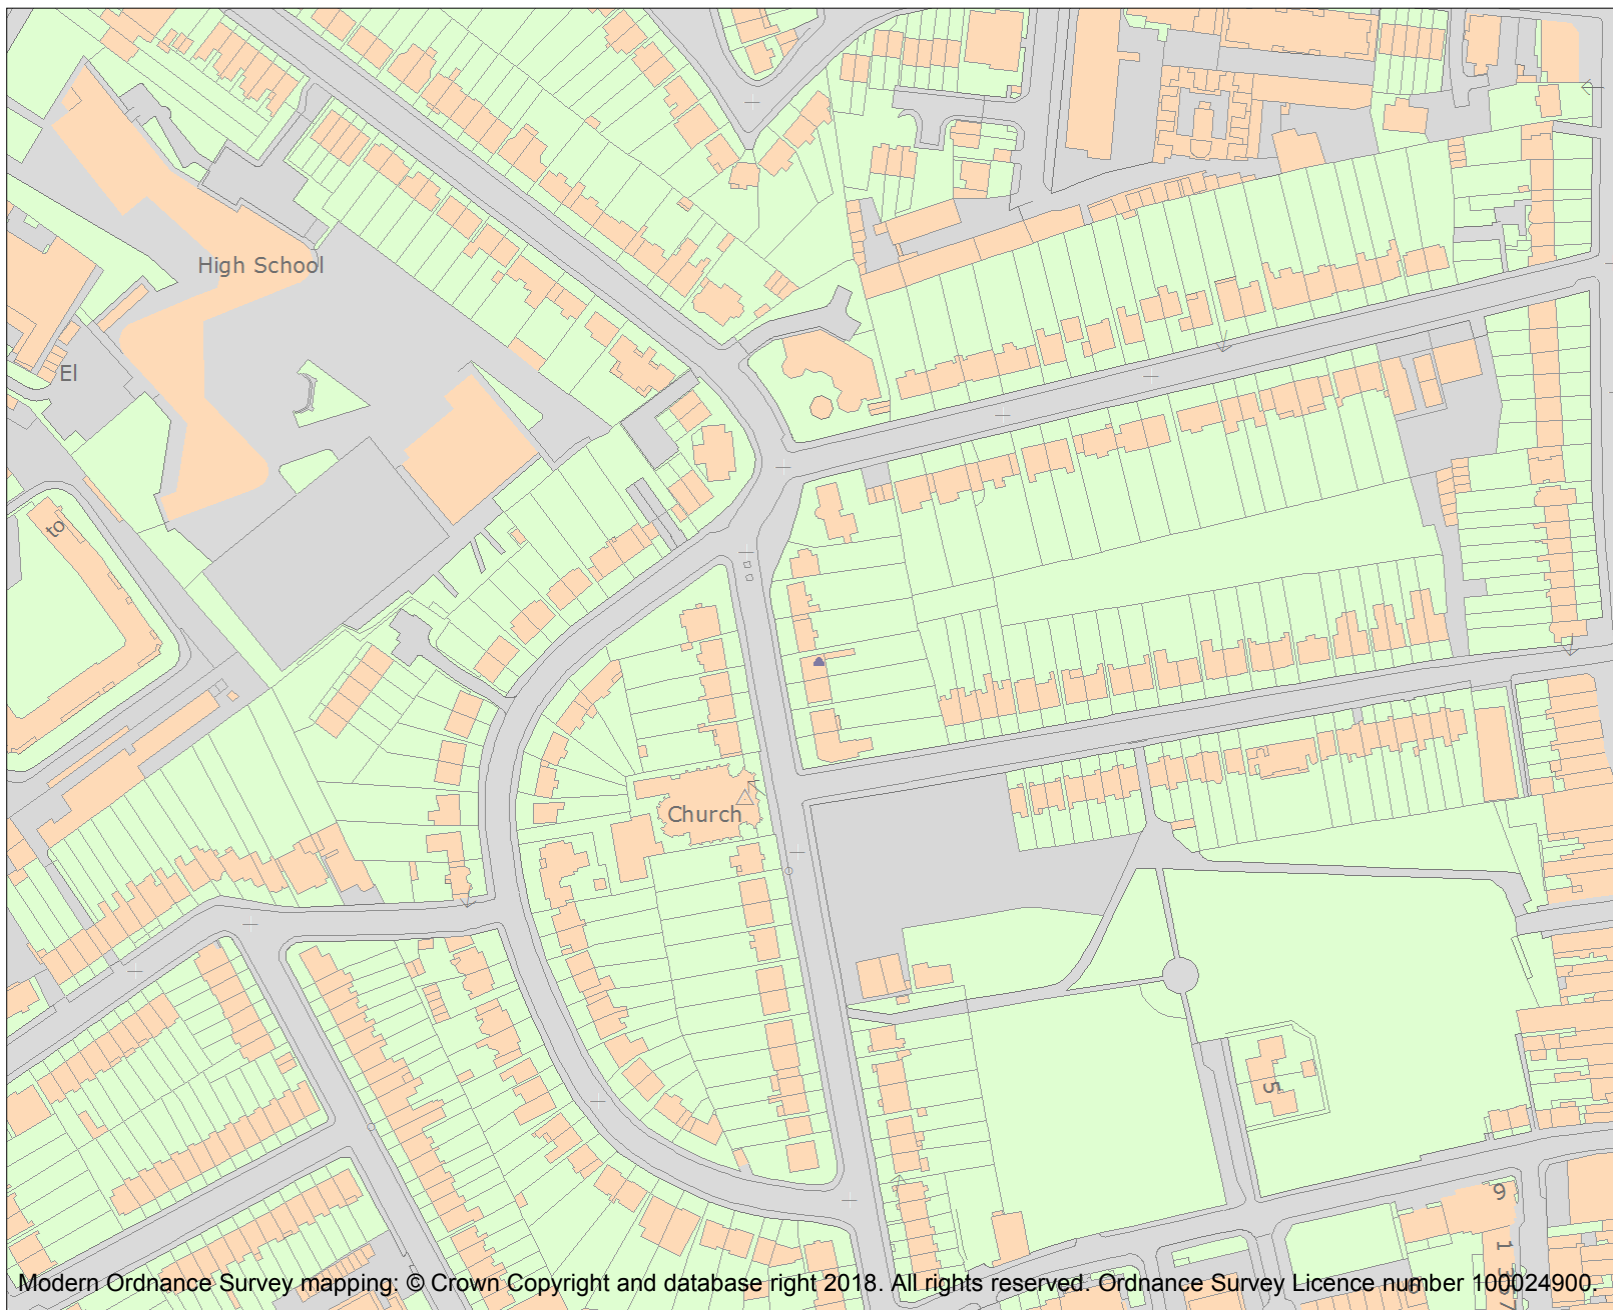 High School
El
to
Church
5
9
1
Modern Ordnance Survey mapping: © Crown Copyright and database right 2018. All rights reserved. Ordnance Survey Licence number 100024900.